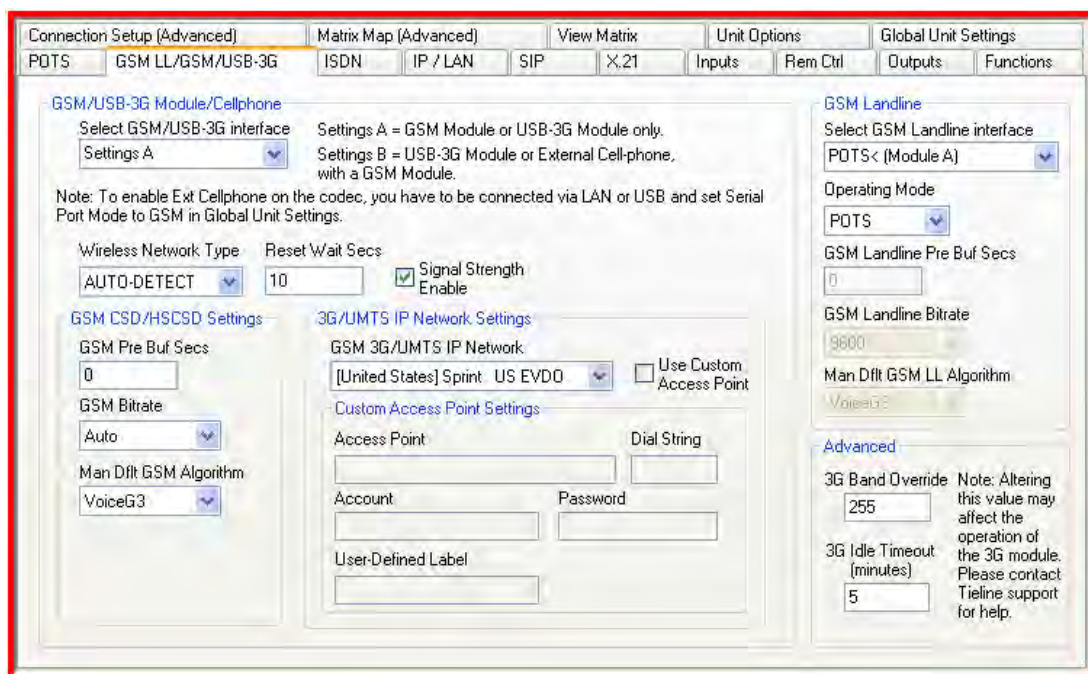 Connection Setup (Advanced) Matrix Map (Advanced) View Matrix Unit Options Global Unit Settings
POTS GSM LL/GSM/USB-3G ISDN IP / LAN SIP X.21 Inputs Rem Ctrl Outputs Functions
GSM/USB-3G Module/Cellphone
Select GSM/USB-3G interface
Settings A
Settings A = GSM Module or USB-3G Module only.
Settings B = USB-3G Module or External Cell-phone,
with a GSM Module.
Note: To enable Ext Cellphone on the codec, you have to be connected via LAN or USB and set Serial
Port Mode to GSM in Global Unit Settings.
Wireless Network Type
AUTO-DETECT
Reset Wait Secs
10
Signal Strength
Enable
GSM CSD/HSCSD Settings
GSM Pre Buf Secs
0
GSM Bitrate
Auto
Man Dflt GSM Algorithm
VoiceG3
3G/UMTS IP Network Settings
GSM 3G/UMTS IP Network
[United States] Sprint US EVDO
Use Custom
Access Point
Custom Access Point Settings
Access Point
Dial String
Account
Password
User-Defined Label
GSM Landline
Select GSM Landline interface
POTS< (Module A)
Operating Mode
POTS
GSM Landline Pre Buf Secs
0
GSM Landline Bitrate
9600
Man Dflt GSM LL Algorithm
VoiceG3
Advanced
3G Band Override
255
3G Idle Timeout
(minutes)
5
Note: Altering
this value may
affect the
operation of
the 3G module.
Please contact
Tieline support
for help.